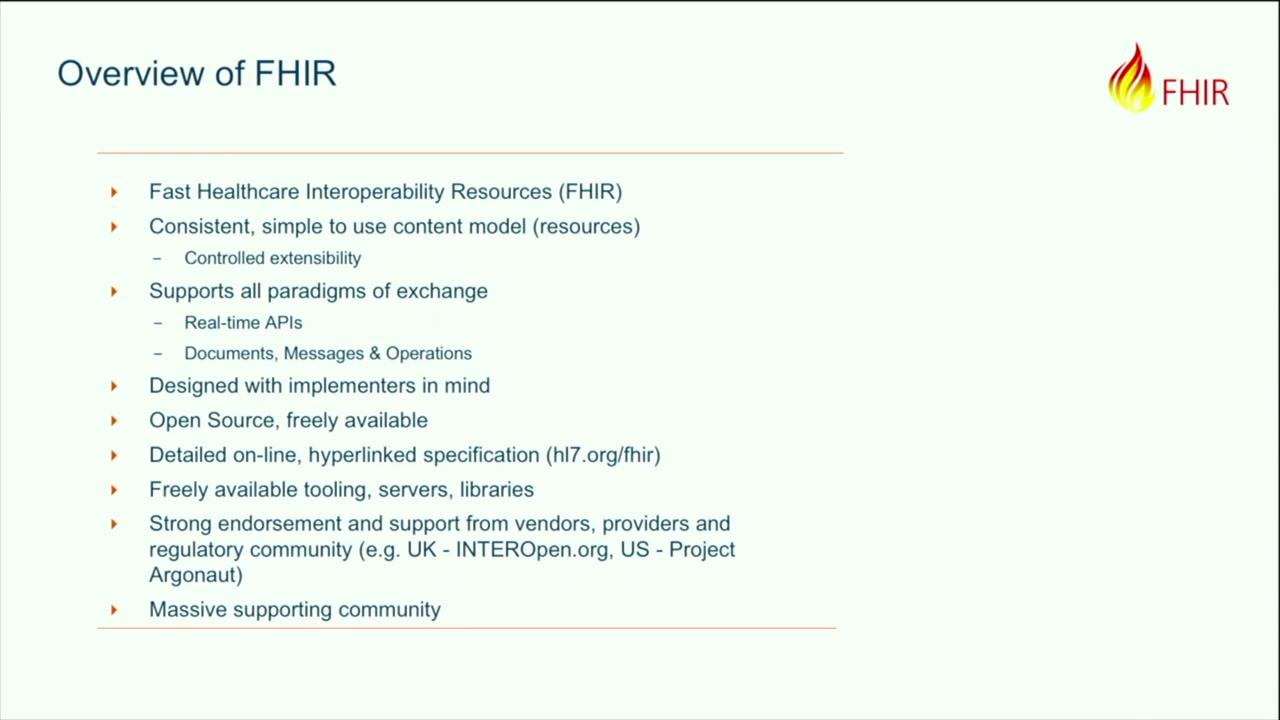 Overview of FHIR
FHIR
Fast Healthcare Interoperability Resources (FHIR)
Consistent, simple to use content model (resources)
– Controlled extensibility
Supports all paradigms of exchange
– Real-time APIs
– Documents, Messages & Operations
Designed with implementers in mind
Open Source, freely available
Detailed on-line, hyperlinked specification (hl7.org/fhir)
Freely available tooling, servers, libraries
Strong endorsement and support from vendors, providers and
regulatory community (e.g. UK - INTEROpen.org, US - Project
Argonaut)
Massive supporting community